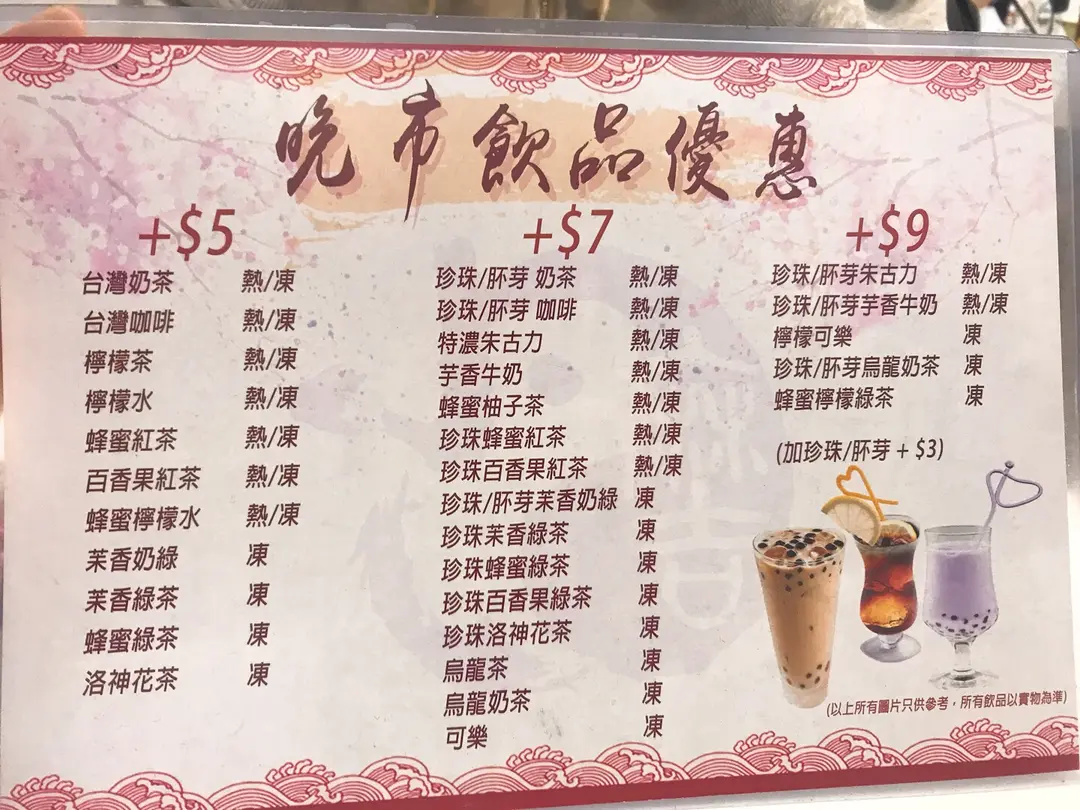 晚市飲品優惠
+$5
台灣奶茶 熱/凍
台灣咖啡 熱/凍
檸檬茶 熱/凍
檸檬水 熱/凍
蜂蜜紅茶 熱/凍
百香果紅茶 熱/凍
蜂蜜檸檬水 熱/凍
茉香奶綠 凍
茉香綠茶 凍
蜂蜜綠茶 凍
洛神花茶 凍
+$7
珍珠/胚芽 奶茶 熱/凍
珍珠/胚芽 咖啡 熱/凍
特濃朱古力 熱/凍
芋香牛奶 熱/凍
蜂蜜柚子茶 熱/凍
珍珠蜂蜜紅茶 熱/凍
珍珠百香果紅茶 熱/凍
珍珠/胚芽茉香奶綠 凍
珍珠茉香綠茶 凍
珍珠蜂蜜綠茶 凍
珍珠百香果綠茶 凍
珍珠洛神花茶 凍
烏龍茶 凍
烏龍奶茶 凍
可樂 凍
+$9
珍珠/胚芽朱古力 熱/凍
珍珠/胚芽芋香牛奶 熱/凍
檸檬可樂 凍
珍珠/胚芽烏龍奶茶 凍
蜂蜜檸檬綠茶 凍
(加珍珠/胚芽 + $3)
(以上所有圖片只供參考，所有飲品以實物為準)